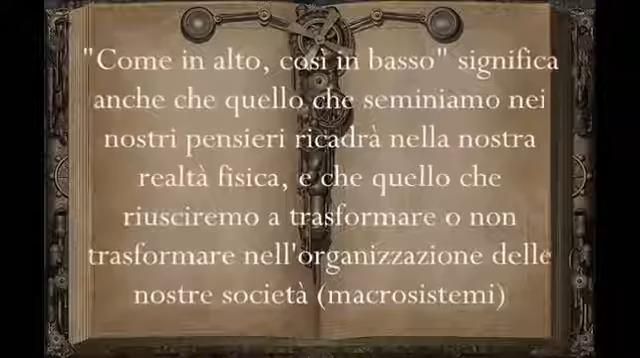 "Come in alto, così in basso" significa
anche che quello che seminiamo nei
nostri pensieri ricadrà nella nostra
realtà fisica, e che quello che
riusciremo a trasformare o non
trasformare nell'organizzazione delle
nostre società (macrosistemi)